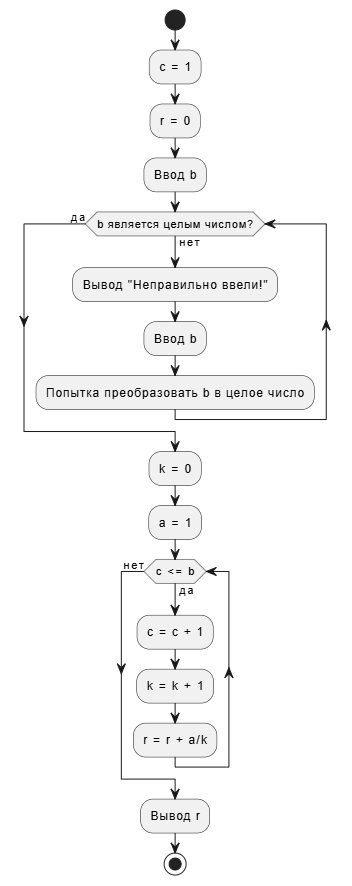 c = 1
r = 0
Ввод b
да
b является целым числом?
нет
Вывод "Неправильно ввели!"
Ввод b
Попытка преобразовать b в целое число
k = 0
a = 1
нет
c <= b
да
c = c + 1
k = k + 1
r = r + a/k
Вывод r